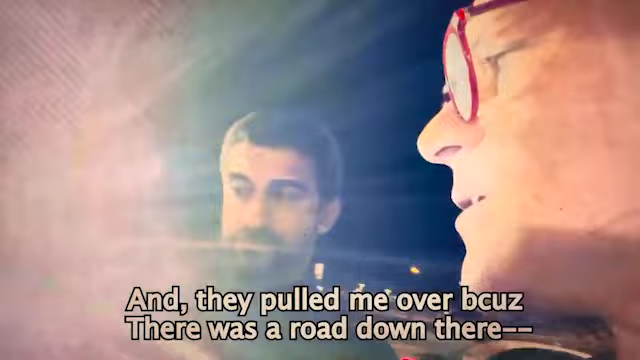 And, they pulled me over bcuz
There was a road down there--